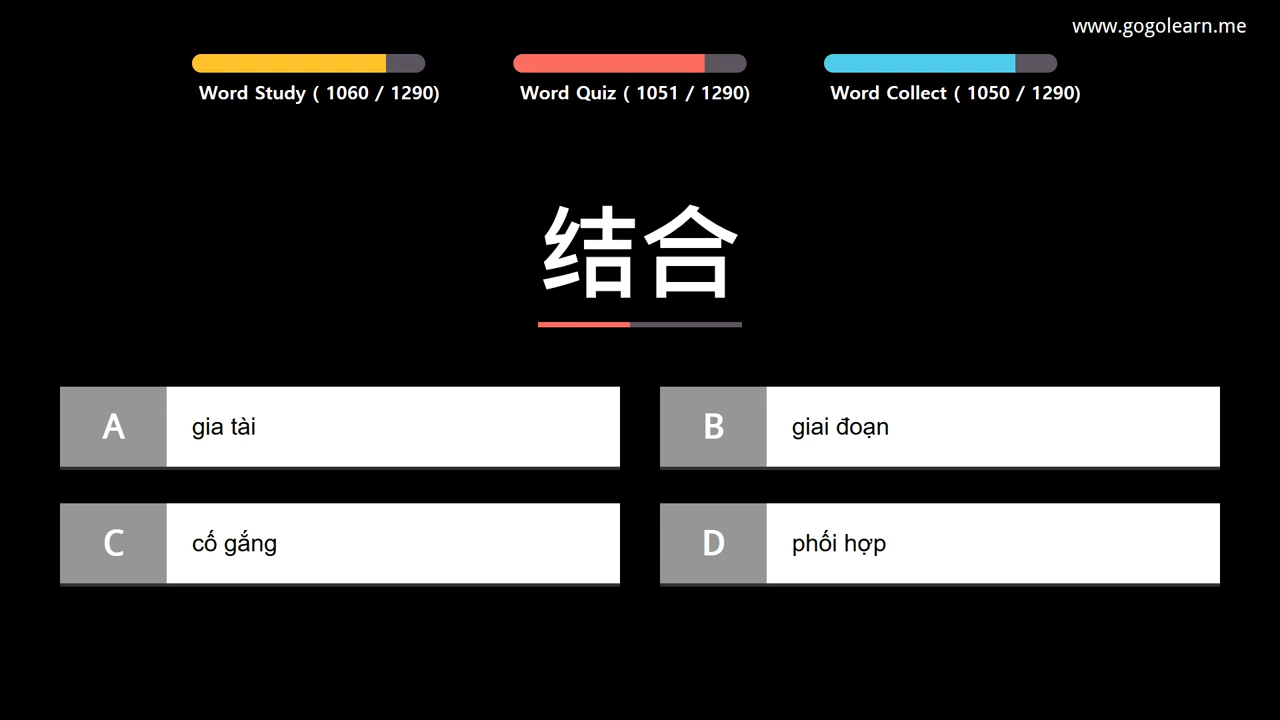 www.gogolearn.me
Word Study ( 1060 / 1290)
Word Quiz ( 1051 / 1290)
Word Collect ( 1050 / 1290)
结合
A
gia tài
B
giai đoạn
C
cố gắng
D
phối hợp